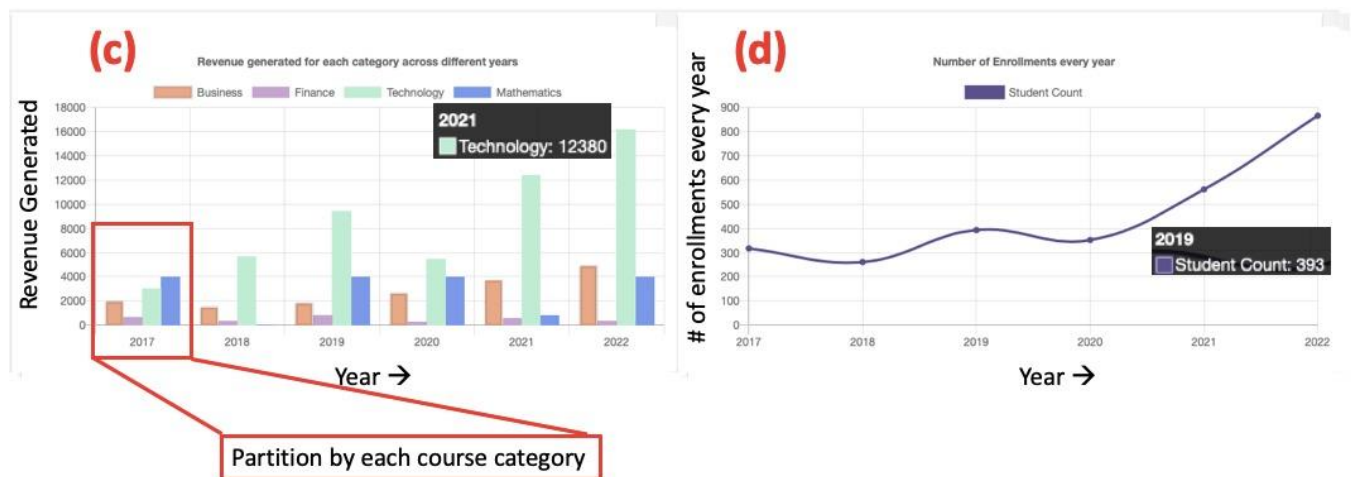 (c)
Revenue generated for each category across different years
Business Finance Technology Mathematics
Revenue Generated
18000
16000
14000
12000
10000
8000
6000
4000
2000
0
2021
Technology: 12380
2017 2018 2019 2020 2021 2022
Year →
Partition by each course category
(d)
Number of Enrollments every year
Student Count
# of enrollments every year
900
800
700
600
500
400
300
200
100
0
2019
Student Count: 393
2017 2018 2019 2020 2021 2022
Year →